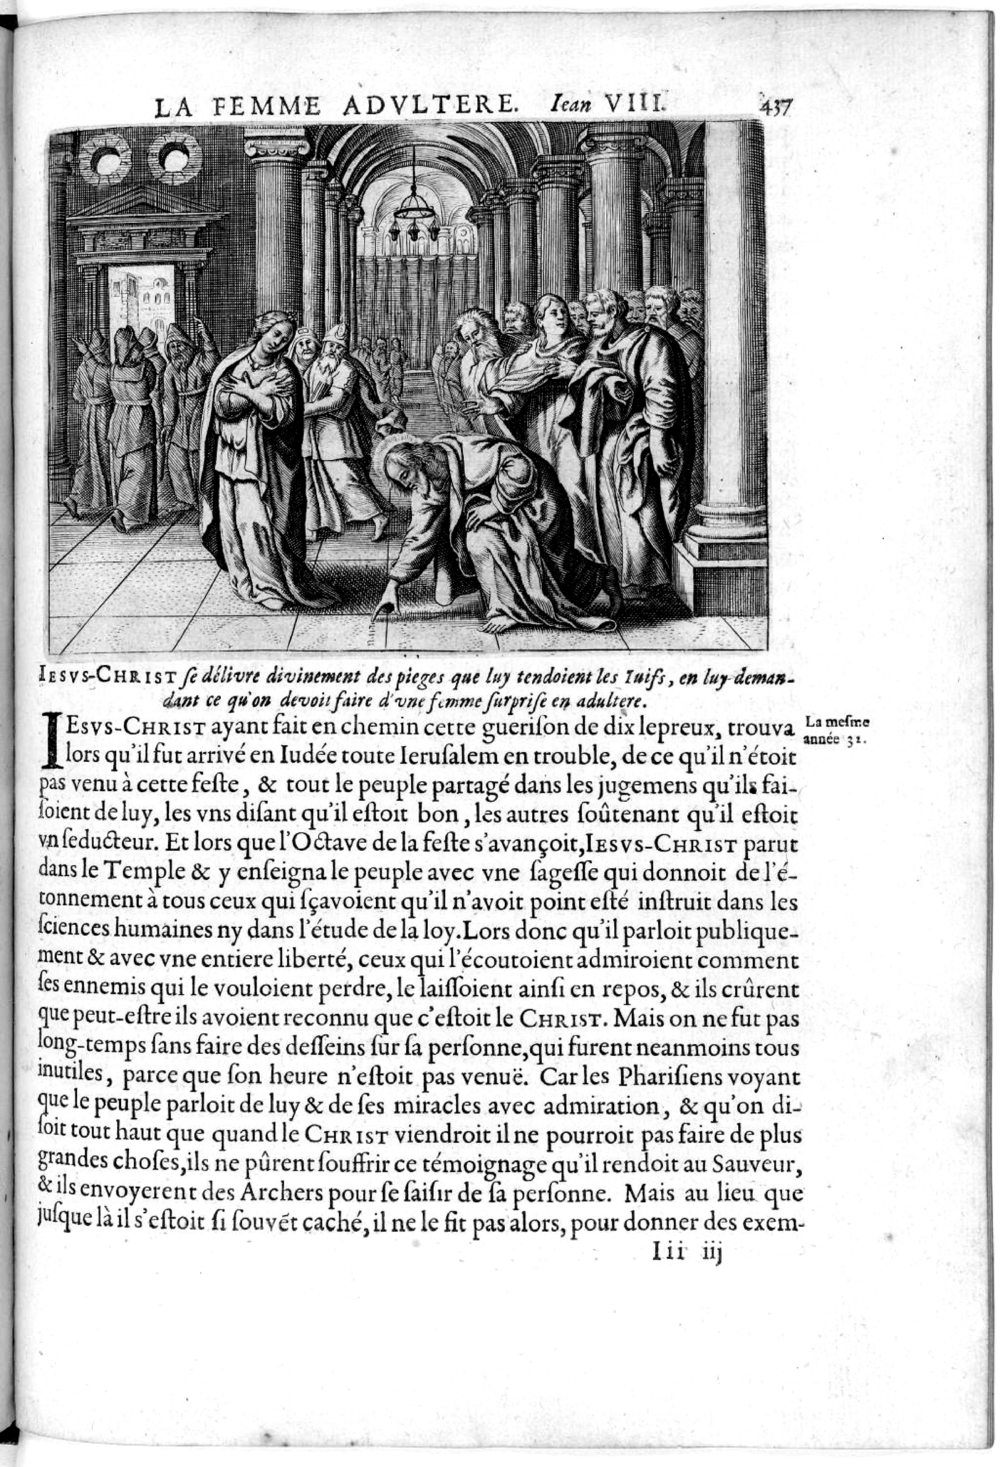 LA FEMME ADVLTERE. Iean VIII. 437
IESVS-CHRIST ſe délivre divinement des pieges que luy tendoient les Iuifs, en luy deman-
dant ce qu'on devoit faire d'vne femme ſurpriſe en adultere.
IESVS-CHRIST ayant fait en chemin cette gueriſon de dix lepreux, trouva
La meſme
année 32.
lors qu'il fut arrivé en Iudée toute Ieruſalem en trouble, de ce qu'il n'étoit
pas venu à cette feſte, & tout le peuple partagé dans les jugemens qu'ils fai-
ſoient de luy, les vns diſant qu'il eſtoit bon, les autres ſoûtenant qu'il eſtoit
vn ſeducteur. Et lors que l'Octave de la feſte s'avançoit, IESVS-CHRIST parut
dans le Temple & y enſeigna le peuple avec vne ſageſſe qui donnoit de l'é-
tonnement à tous ceux qui ſçavoient qu'il n'avoit point eſté inſtruit dans les
ſciences humaines ny dans l'étude de la loy. Lors donc qu'il parloit publique-
ment & avec vne entiere liberté, ceux qui l'écoutoient admiroient comment
ſes ennemis qui le vouloient perdre, le laiſſoient ainſi en repos, & ils crûrent
que peut-eſtre ils avoient reconnu que c'eſtoit le CHRIST. Mais on ne fut pas
long-temps ſans faire des deſſeins ſur ſa perſonne, qui furent neanmoins tous
inutiles, parce que ſon heure n'eſtoit pas venuë. Car les Phariſiens voyant
que le peuple parloit de luy & de ſes miracles avec admiration, & qu'on di-
ſoit tout haut que quand le CHRIST viendroit il ne pourroit pas faire de plus
grandes choſes, ils ne pûrent ſouffrir ce témoignage qu'il rendoit au Sauveur,
& ils envoyerent des Archers pour ſe ſaiſir de ſa perſonne. Mais au lieu que
juſque là il s'eſtoit ſi ſouvẽt caché, il ne le fit pas alors, pour donner des exem-
Iii iij